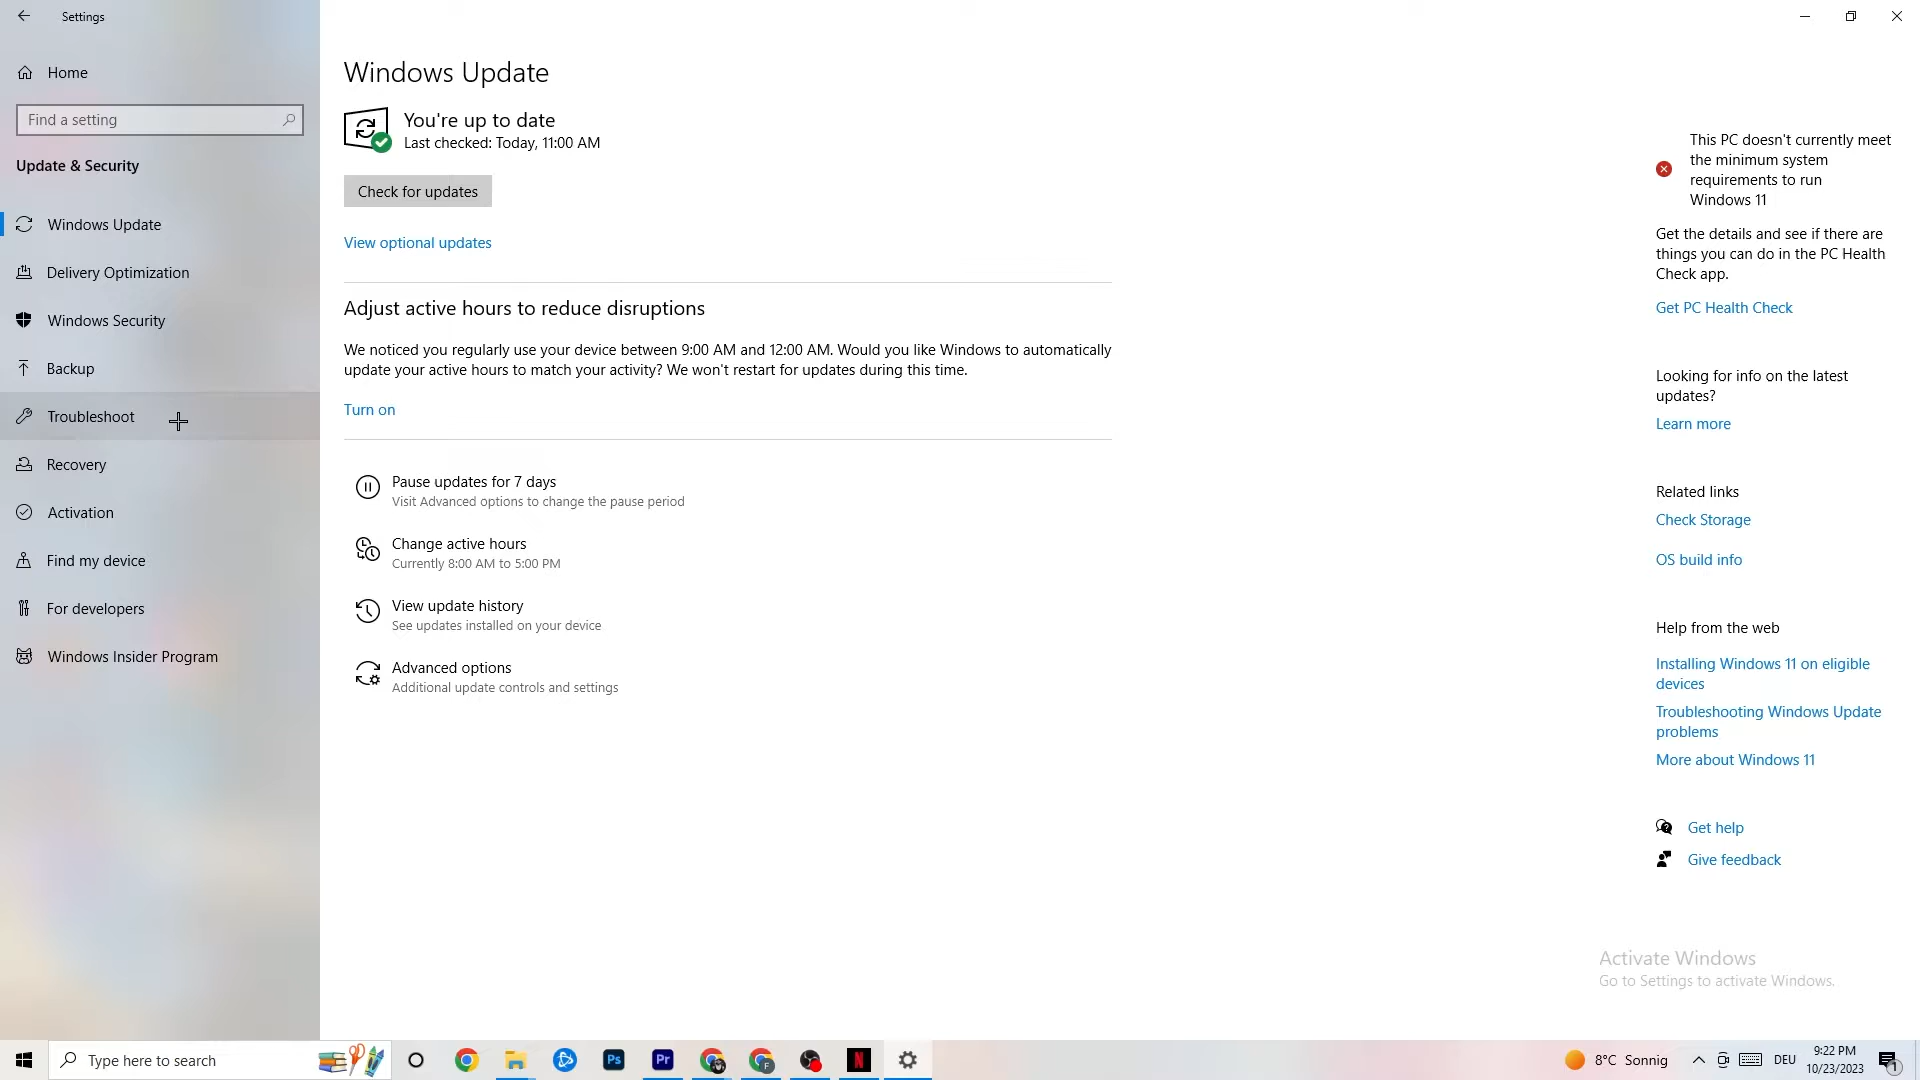 Settings
Home
Find a setting
Update & Security
Windows Update
Delivery Optimization
Windows Security
Backup
Troubleshoot
Recovery
Activation
Find my device
For developers
Windows Insider Program
Windows Update
You're up to date
Last checked: Today, 11:00 AM
Check for updates
View optional updates
Adjust active hours to reduce disruptions
We noticed you regularly use your device between 9:00 AM and 12:00 AM. Would you like Windows to automatically
update your active hours to match your activity? We won't restart for updates during this time.
Turn on
Pause updates for 7 days
Visit Advanced options to change the pause period
Change active hours
Currently 8:00 AM to 5:00 PM
View update history
See updates installed on your device
Advanced options
Additional update controls and settings
This PC doesn't currently meet
the minimum system
requirements to run
Windows 11
Get the details and see if there are
things you can do in the PC Health
Check app.
Get PC Health Check
Looking for info on the latest
updates?
Learn more
Related links
Check Storage
OS build info
Help from the web
Installing Windows 11 on eligible
devices
Troubleshooting Windows Update
problems
More about Windows 11
Get help
Give feedback
Activate Windows
Go to Settings to activate Windows.
Type here to search
Ps
Pr
F
N
8°C Sonnig
DEU
9:22 PM
10/23/2023
1